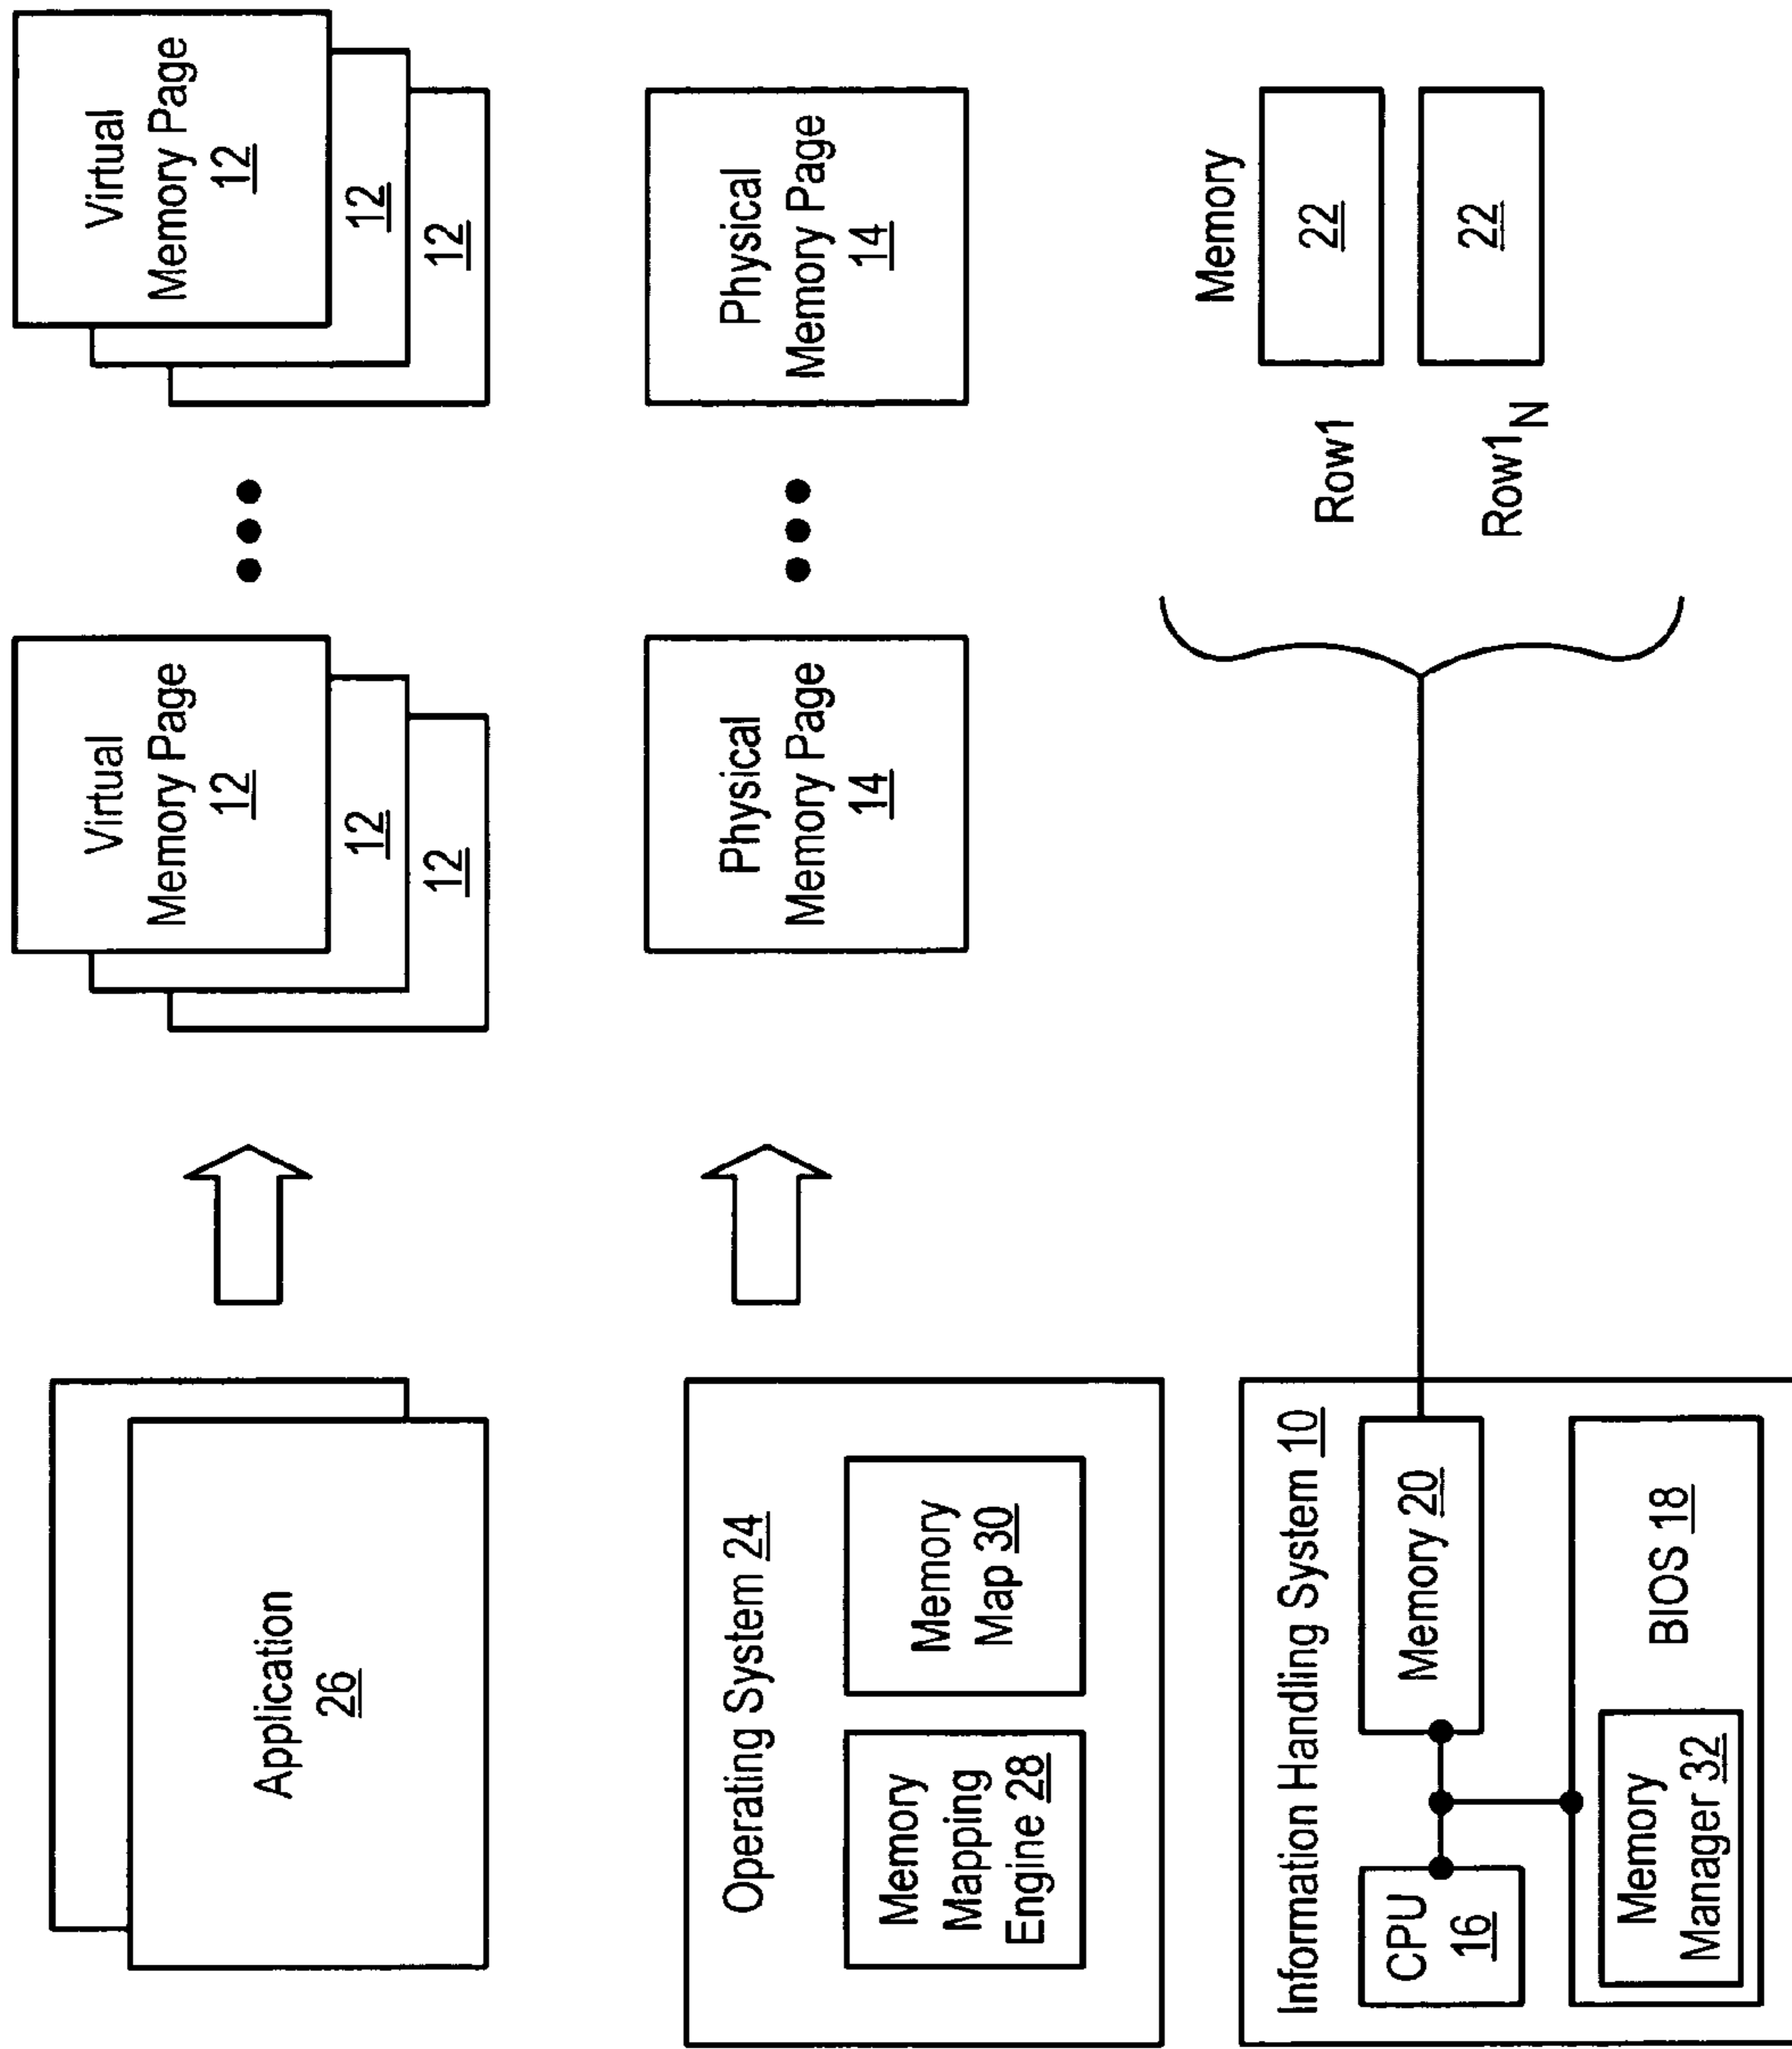 Application
26
Virtual
Memory Page
12
12
12
Virtual
Memory Page
12
12
12
Operating System 24
Memory
Mapping
Engine 28
Memory
Map 30
Physical
Memory Page
14
Physical
Memory Page
14
Information Handling System 10
CPU
16
Memory 20
BIOS 18
Memory
Manager 32
Memory
Row1
22
Row1N
22